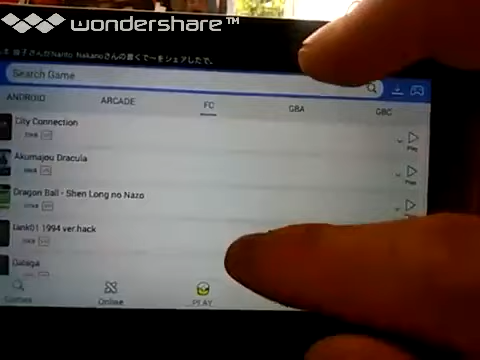 wondershare™
Search Game
ANDROID ARCADE FC GBA GBC
City Connection
Play
Akumajou Dracula
Play
Dragon Ball - Shen Long no Nazo
tank01 1994 ver.hack
Galaga
Games Online PLAY